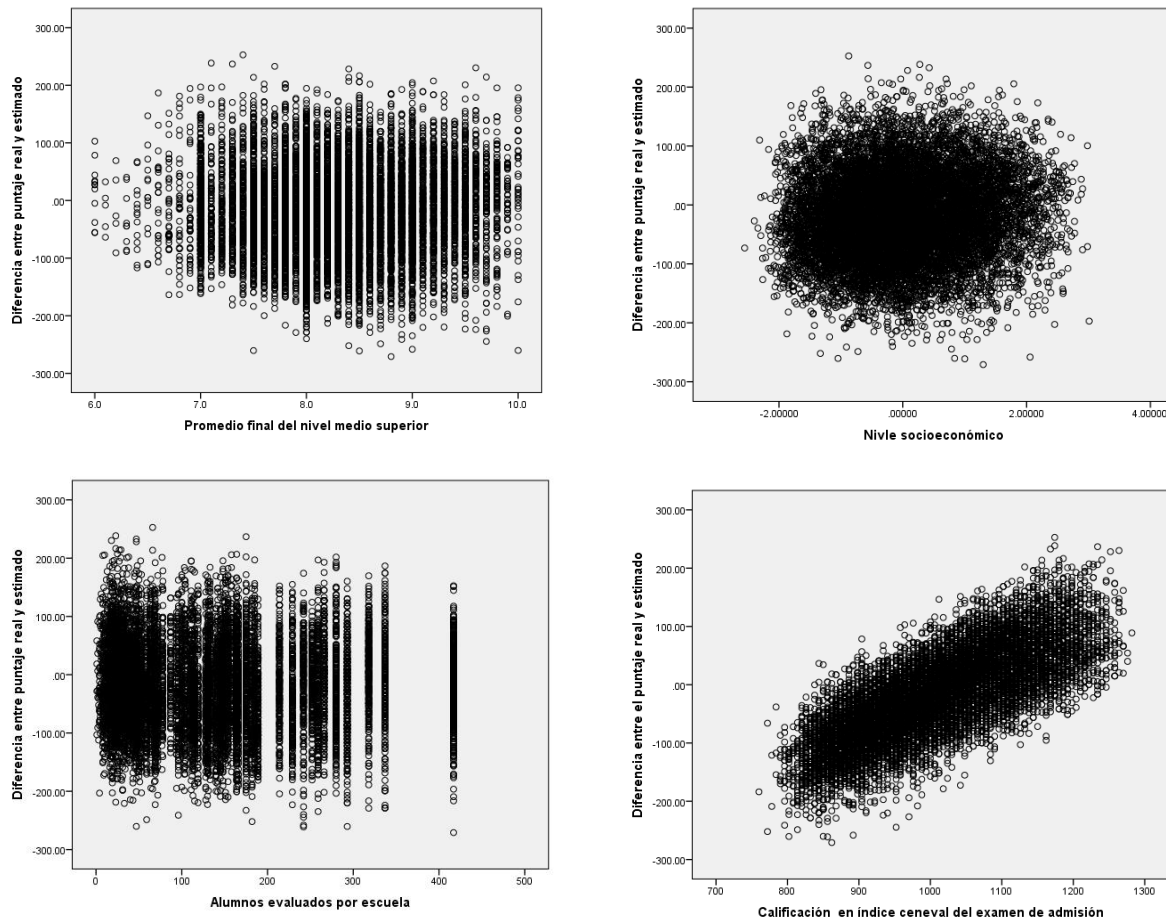 Diferencia entre puntaje real y estimado
300.00
200.00
100.00
.00
-100.00
-200.00
-300.00
6.0 7.0 8.0 9.0 10.0
Promedio final del nivel medio superior
Diferencia entre puntaje real y estimado
300.00
200.00
100.00
.00
-100.00
-200.00
-300.00
-2.00000 .00000 2.00000 4.00000
Nivle socioeconómico
Diferencia entre puntaje real y estimado
300.00
200.00
100.00
.00
-100.00
-200.00
-300.00
0 100 200 300 400 500
Alumnos evaluados por escuela
Diferencia entre el puntaje real y estimado
300.00
200.00
100.00
.00
-100.00
-200.00
-300.00
700 800 900 1000 1100 1200 1300
Calificación en índice ceneval del examen de admisión